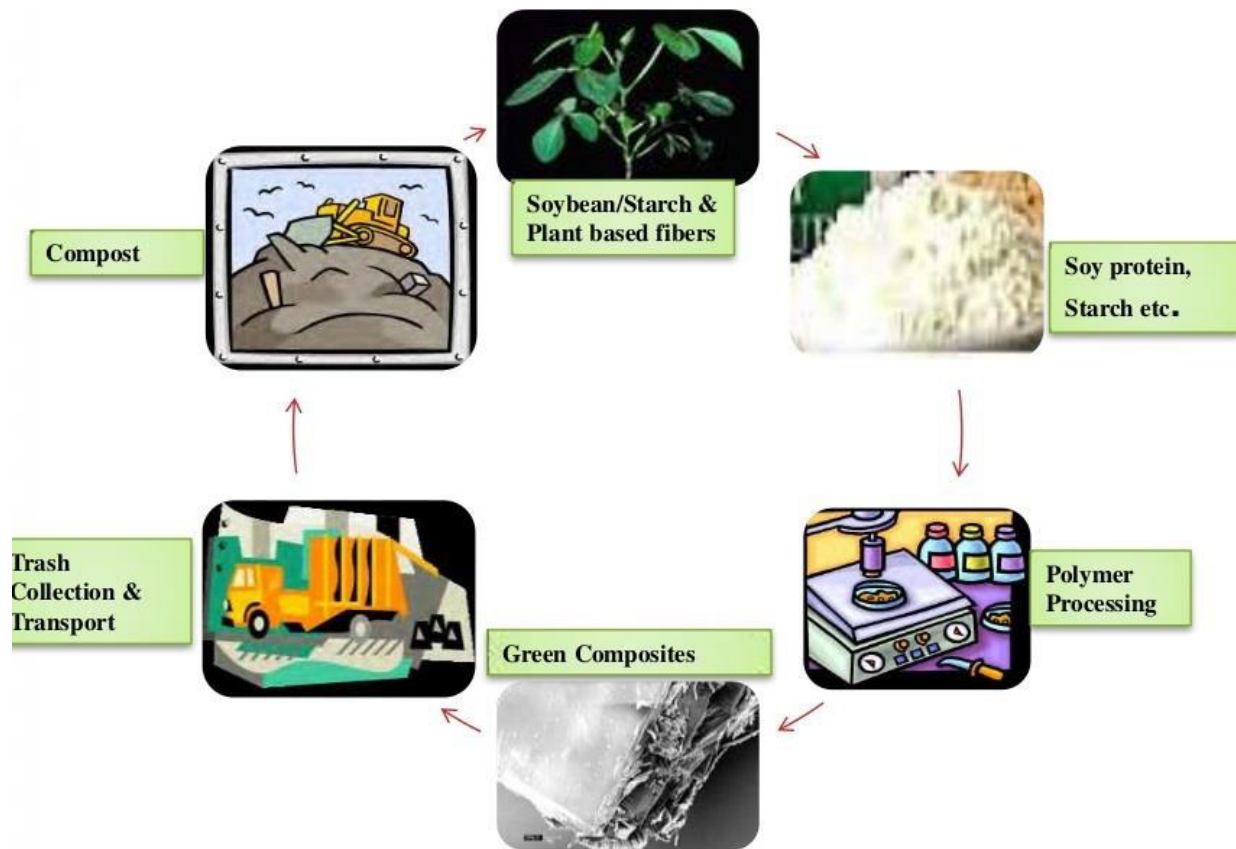 Soybean/Starch &
Plant based fibers
Compost
Soy protein,
Starch etc.
Trash
Collection &
Transport
Polymer
Processing
Green Composites